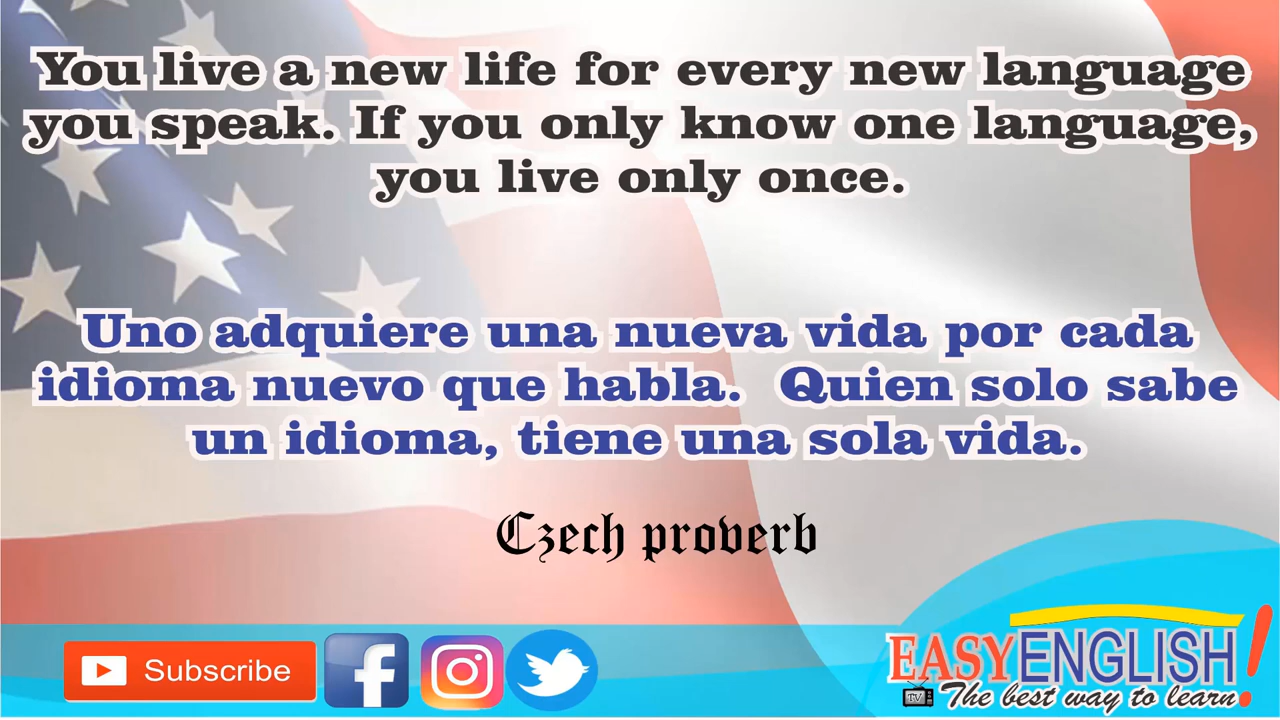 You live a new life for every new language
you speak. If you only know one language,
you live only once.
Uno adquiere una nueva vida por cada
idioma nuevo que habla.  Quien solo sabe
un idioma, tiene una sola vida.
Czech proverb
Subscribe
EASYENGLISH!
TV The best way to learn